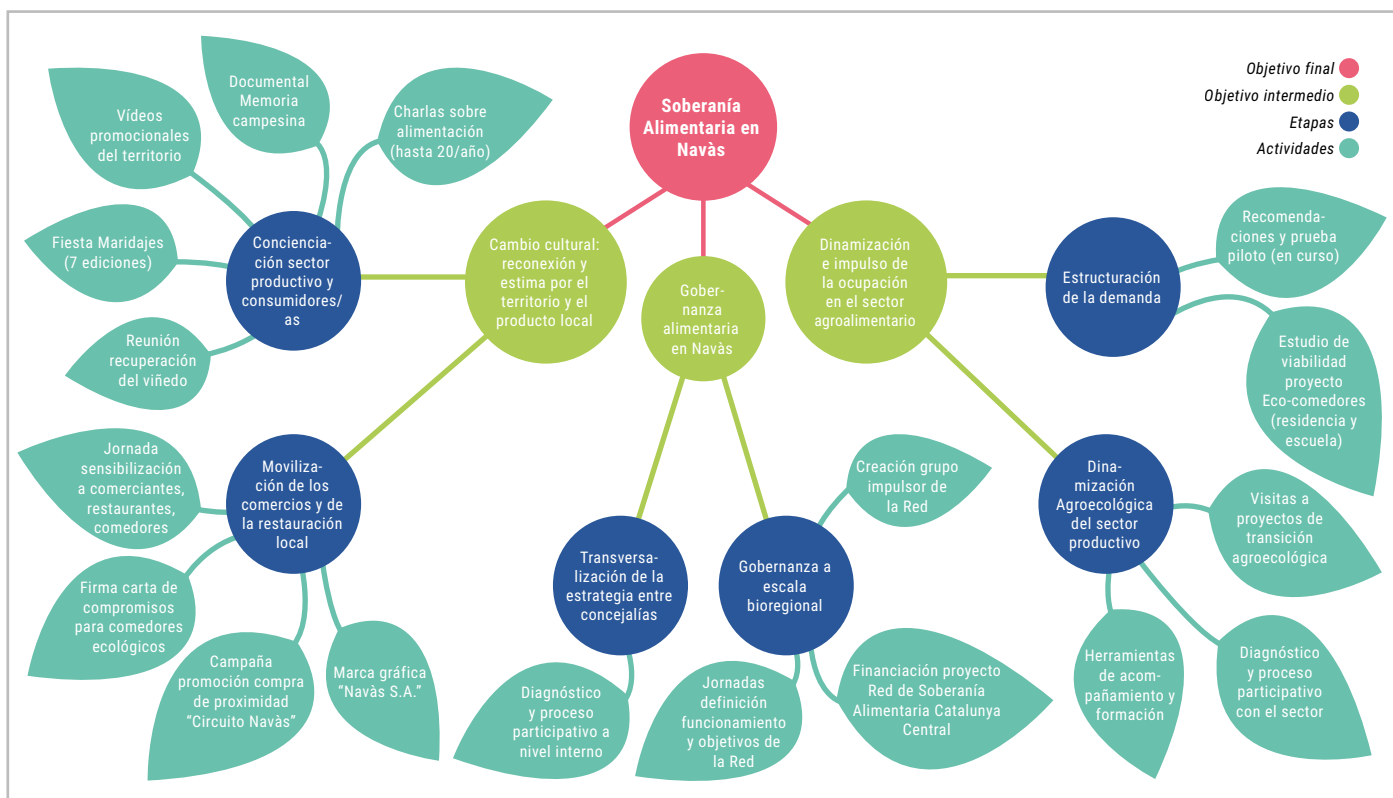 Soberanía
Alimentaria en
Navàs
Objetivo final
Objetivo intermedio
Etapas
Actividades
Vídeos
promocionales
del territorio
Documental
Memoria
campesina
Charlas sobre
alimentación
(hasta 20/año)
Fiesta Maridajes
(7 ediciones)
Reunión
recuperación
del viñedo
Conciencia-
ción sector
productivo y
consumidores/
as
Cambio cultural:
reconexión y
estima por el
territorio y el
producto local
Gober-
nanza
alimentaria
en Navàs
Dinamización
e impulso de
la ocupación
en el sector
agroalimentario
Estructuración
de la demanda
Recomenda-
ciones y prueba
piloto (en curso)
Estudio de
viabilidad
proyecto
Eco-comedores
(residencia y
escuela)
Jornada
sensibilización
a comerciantes,
restaurantes,
comedores
Moviliza-
ción de los
comercios y de
la restauración
local
Firma carta de
compromisos
para comedores
ecológicos
Campaña
promoción compra
de proximidad
"Circuito Navàs"
Marca gráfica
"Navàs S.A."
Transversa-
lización de la
estrategia entre
concejalías
Diagnóstico
y proceso
participativo a
nivel interno
Gobernanza a
escala
bioregional
Creación grupo
impulsor de
la Red
Jornadas
definición
funcionamiento
y objetivos de
la Red
Financiación proyecto
Red de Soberanía
Alimentaria Catalunya
Central
Dina-
mización
Agroecológica
del sector
productivo
Visitas a
proyectos de
transición
agroecológica
Herramientas
de acom-
pañamiento y
formación
Diagnóstico
y proceso
participativo
con el sector